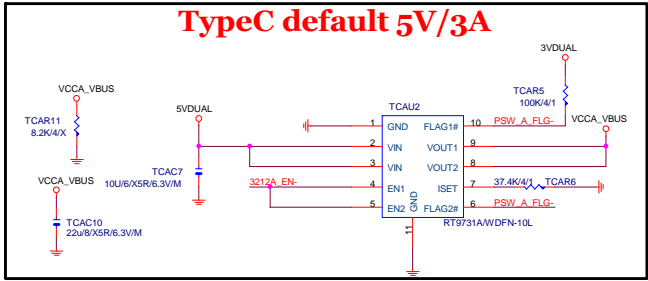 TypeC default 5V/3A
3VDUAL
VCCA_VBUS
TCAR11
8.2K/4/X
5VDUAL
TCAU2
TCAR5
100K/4/1
VCCA_VBUS
1 GND FLAG1# 10 PSW_A_FLG-
2 VIN VOUT1 9
TCAC7
10U/6/X5R/6.3V/M
3 VIN VOUT2 8
VCCA_VBUS
3212A_EN- 4 EN1 ISET 7 37.4K/4/1 TCAR6
5 EN2 GND FLAG2# 6 PSW_A_FLG-
TCAC10
22u/8/X5R/6.3V/M
11
RT9731A/WDFN-10L